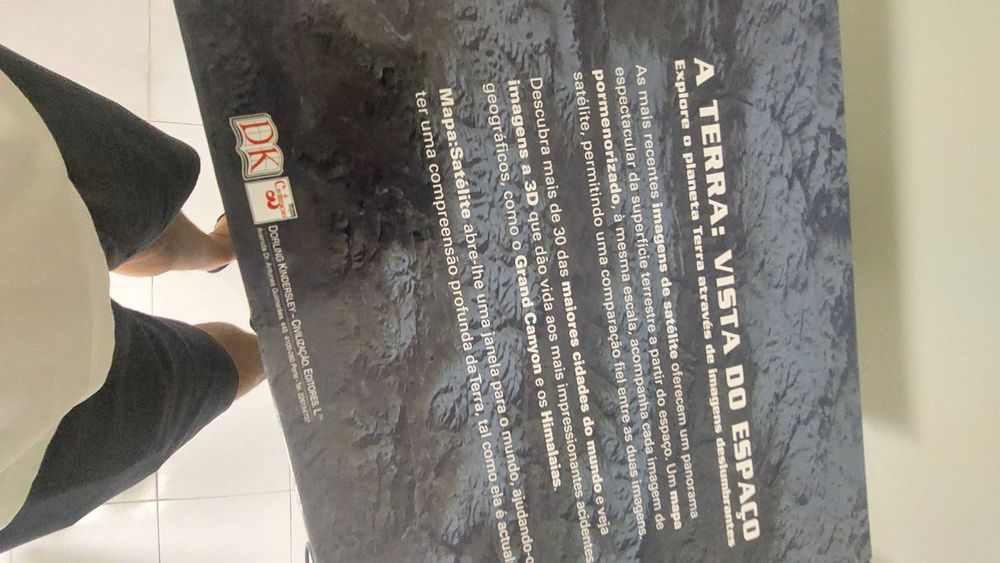 A TERRA: VISTA DO ESPAÇO
Explore o planeta Terra através de imagens deslumbrantes
As mais recentes imagens de satélite oferecem um panorama
espectacular da superfície terrestre a partir do espaço. Um mapa
pormenorizado, à mesma escala, acompanha cada imagem de
satélite, permitindo uma comparação fiel entre as duas imagens.
Descubra mais de 30 das maiores cidades do mundo e veja
imagens a 3D que dão vida aos mais impressionantes acidentes
geográficos, como o Grand Canyon e os Himalaias.
Mapa:Satélite abre-lhe uma janela para o mundo, ajudando-o
ter uma compreensão profunda da Terra, tal como ela é actual
DK
Civilização
DORLING KINDERSLEY - CIVILIZAÇÃO, EDITORES, L.